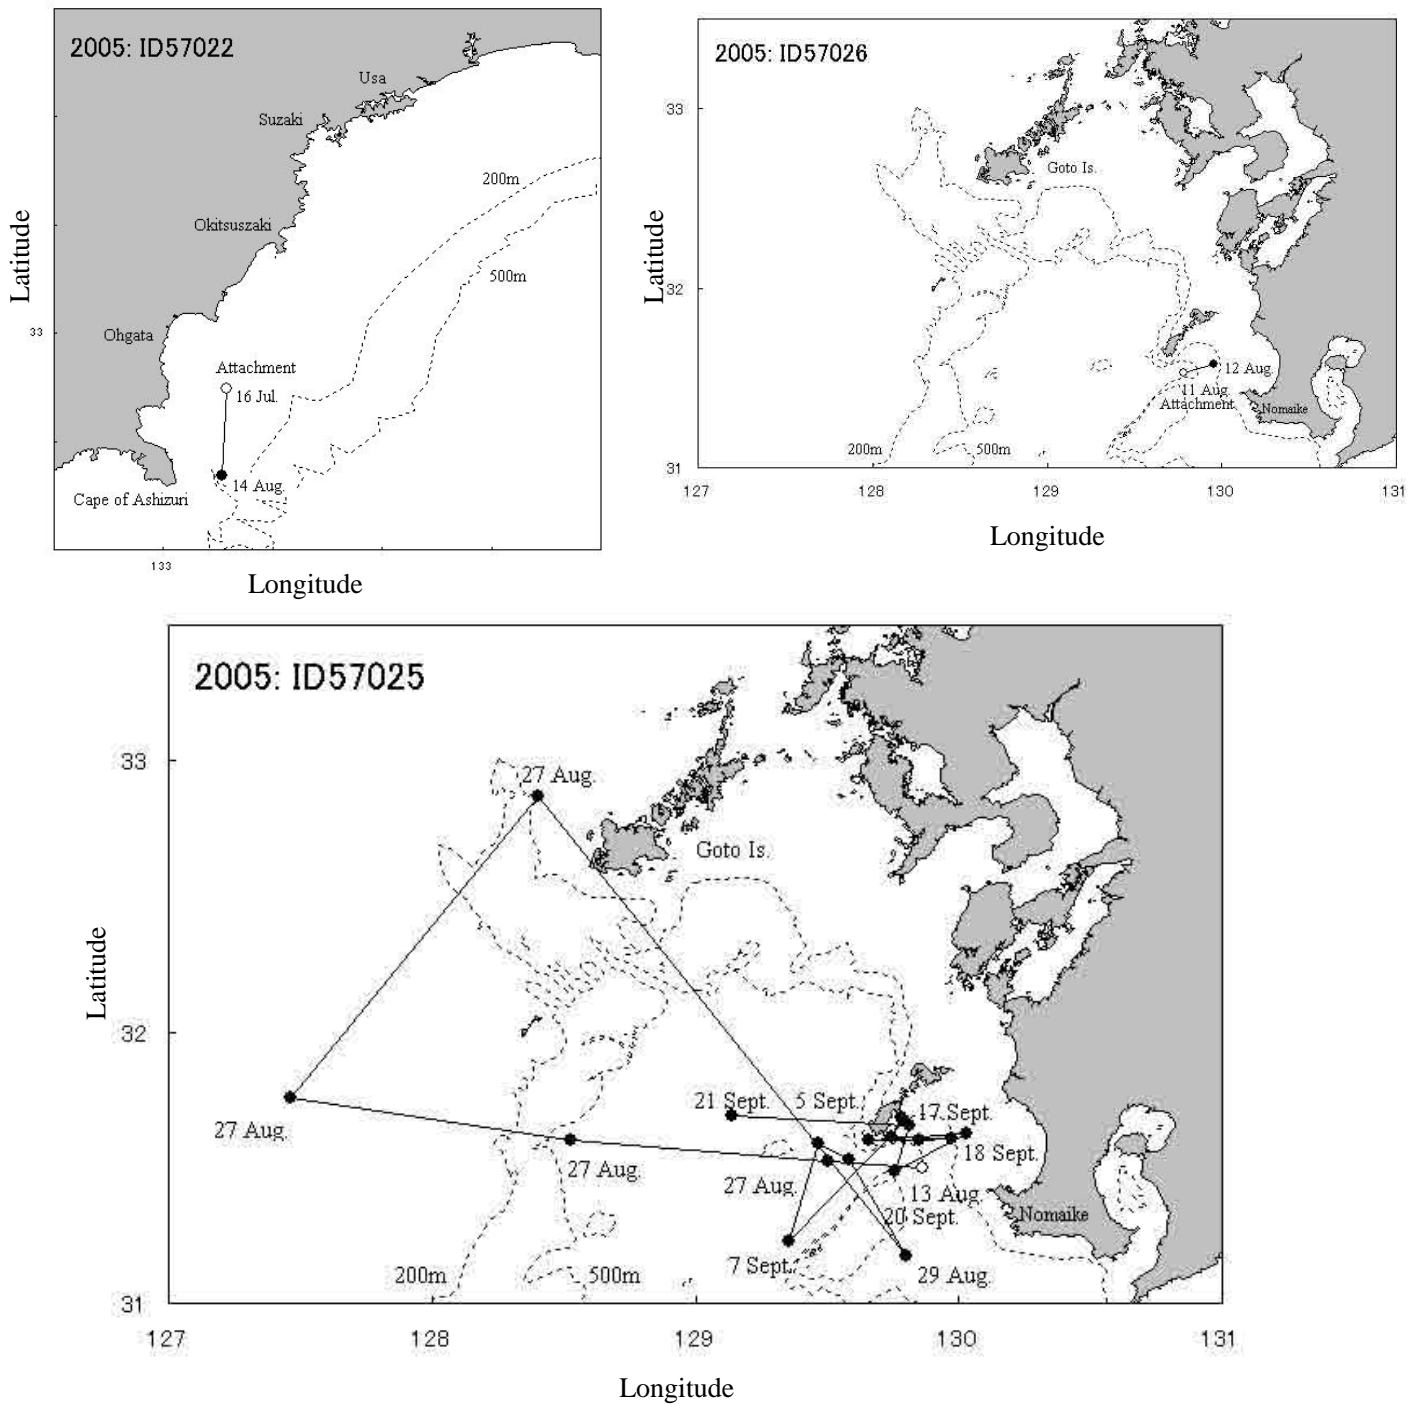 2005: ID57022
Usa
Suzaki
200m
Okitsuszaki
500m
Latitude
33
Ohgata
Attachment
16 Jul.
14 Aug.
Cape of Ashizuri
133
Longitude
2005: ID57026
33
Goto Is.
Latitude
32
12 Aug.
11 Aug.
Attachment
Nomaike
200m
500m
31
127
128
129
130
131
Longitude
2005: ID57025
33
27 Aug.
Goto Is.
Latitude
32
21 Sept.
5 Sept.
17 Sept.
27 Aug.
27 Aug.
27 Aug.
18 Sept.
13 Aug.
20 Sept.
Nomaike
7 Sept.
29 Aug.
200m
500m
31
127
128
129
130
131
Longitude